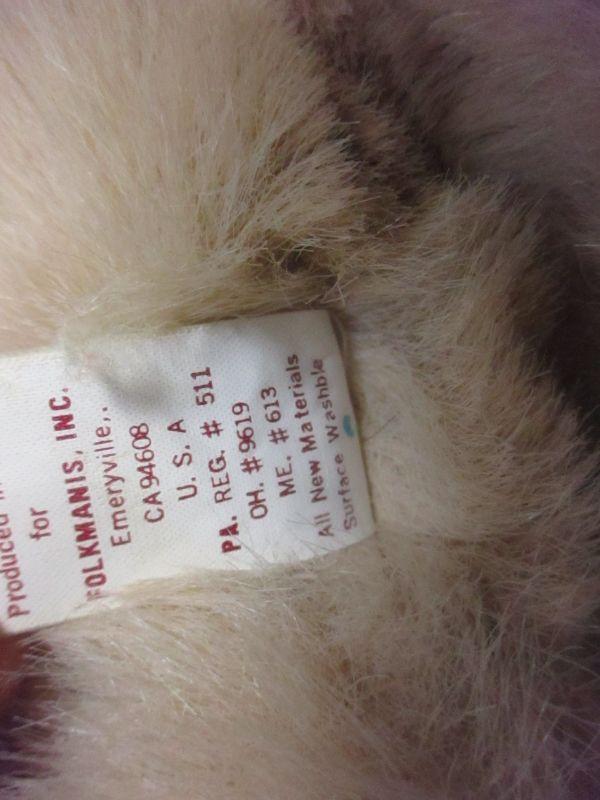 Produced
for
FOLKMANIS, INC.
Emeryville,.
CA 94608
U. S. A
PA. REG. # 511
OH. # 9619
ME. # 613
All New Materials
Surface Washble